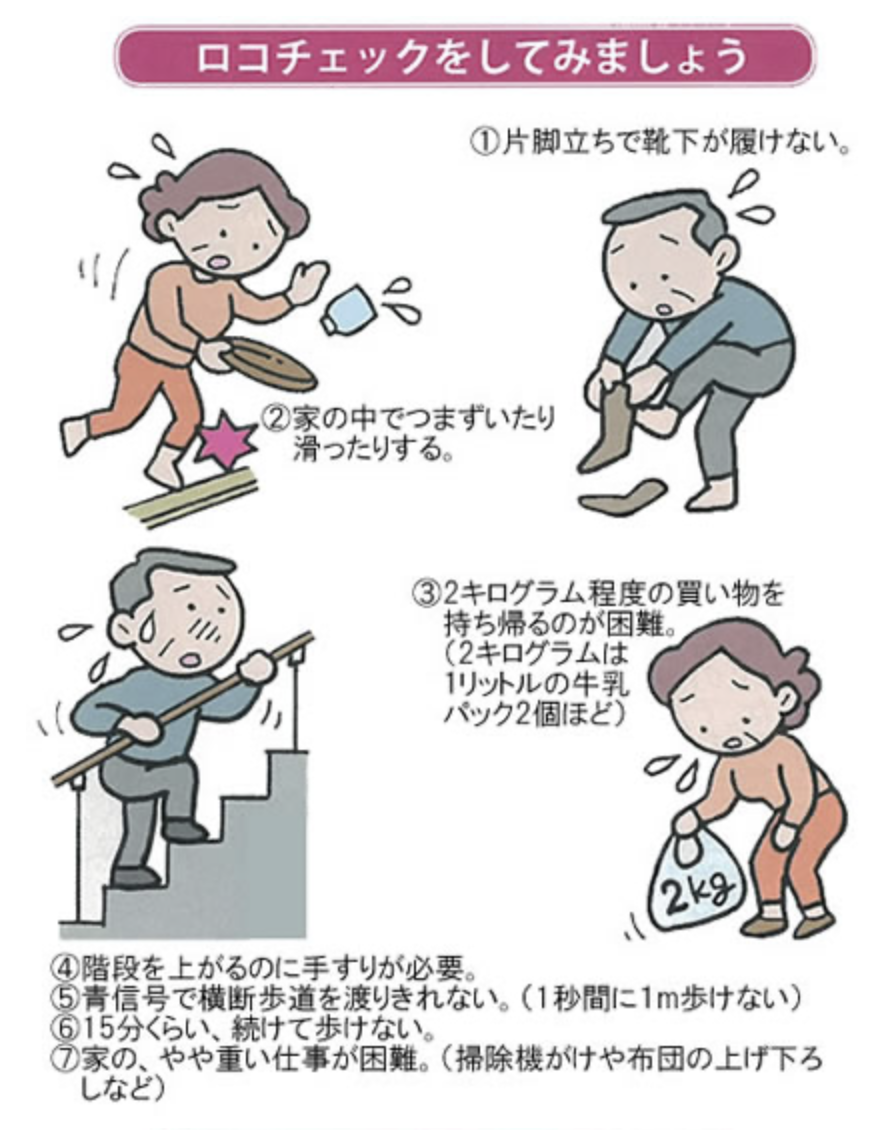 ロコチェックをしてみましょう
①片脚立ちで靴下が履けない。
②家の中でつまずいたり
滑ったりする。
③2キログラム程度の買い物を
持ち帰るのが困難。
（2キログラムは
1リットルの牛乳
パック2個ほど）
2kg
④階段を上がるのに手すりが必要。
⑤青信号で横断歩道を渡りきれない。（1秒間に1m歩けない）
⑥15分くらい、続けて歩けない。
⑦家の、やや重い仕事が困難。（掃除機がけや布団の上げ下ろ
しなど）